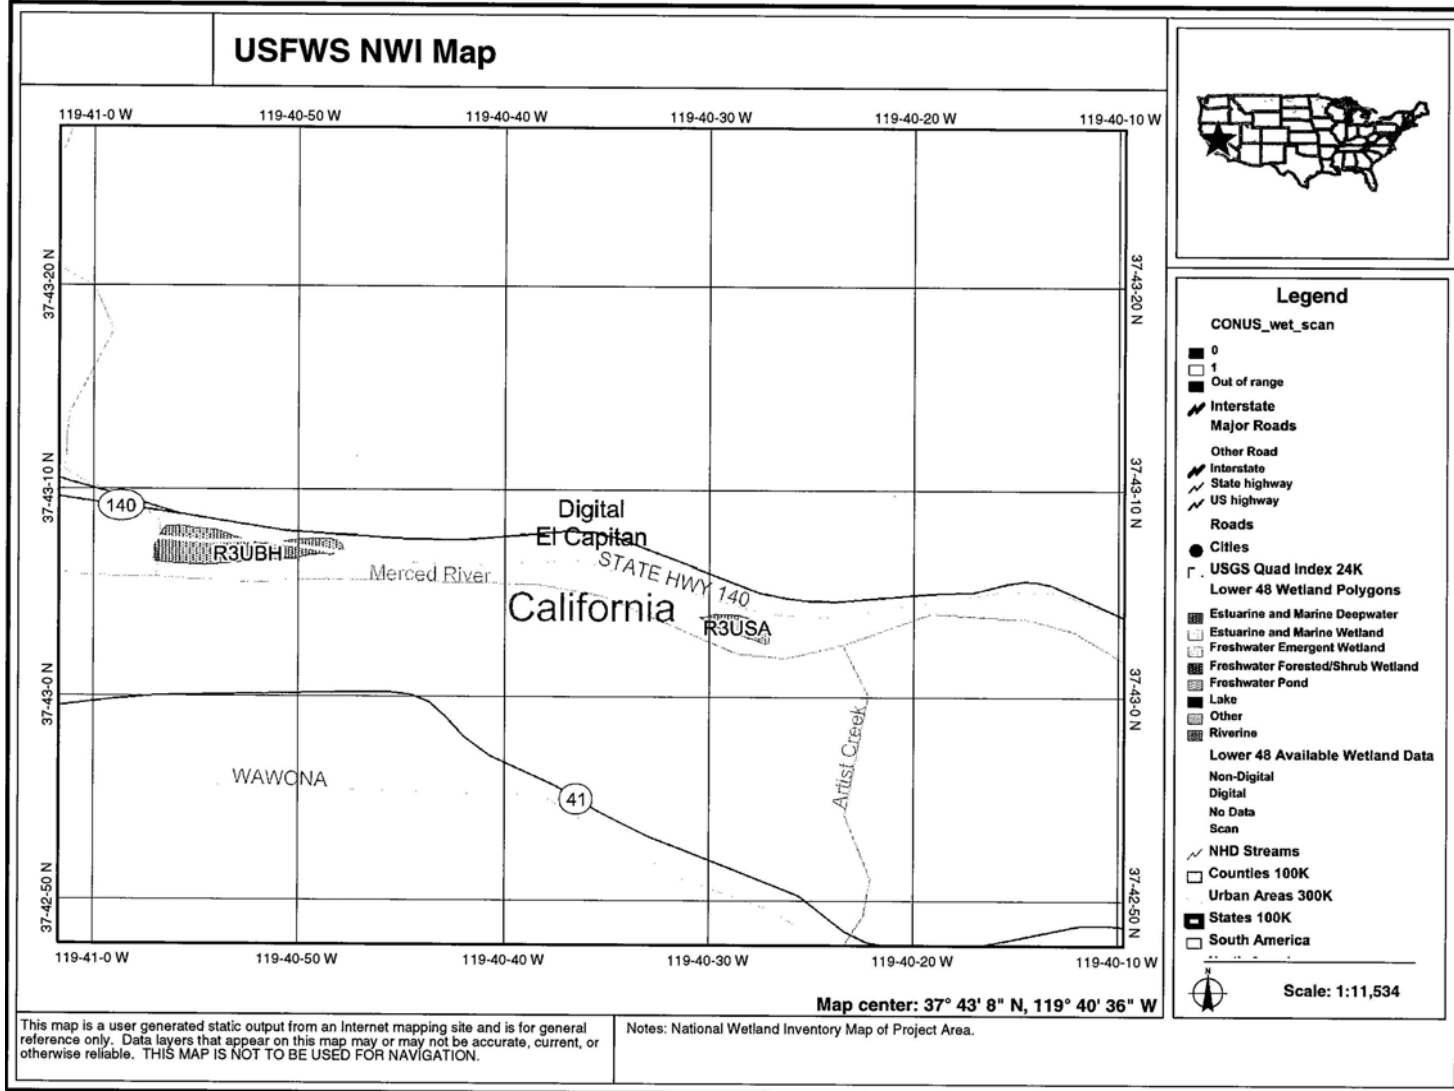 USFWS NWI Map
119-41-0 W
119-40-50 W
119-40-40 W
119-40-30 W
119-40-20 W
119-40-10 W
37-43-20 N
37-43-20 N
37-43-10 N
37-43-10 N
140
Digital
El Capitan
R3UBH
Merced River
STATE HWY 140
California
R3USA
37-43-0 N
37-43-0 N
WAWONA
41
Artist Creek
37-42-50 N
37-42-50 N
119-41-0 W
119-40-50 W
119-40-40 W
119-40-30 W
119-40-20 W
119-40-10 W
Map center: 37° 43' 8" N, 119° 40' 36" W
Legend
CONUS_wet_scan
0
1
Out of range
Interstate
Major Roads
Other Road
Interstate
State highway
US highway
Roads
Cities
USGS Quad Index 24K
Lower 48 Wetland Polygons
Estuarine and Marine Deepwater
Estuarine and Marine Wetland
Freshwater Emergent Wetland
Freshwater Forested/Shrub Wetland
Freshwater Pond
Lake
Other
Riverine
Lower 48 Available Wetland Data
Non-Digital
Digital
No Data
Scan
NHD Streams
Counties 100K
Urban Areas 300K
States 100K
South America
N
Scale: 1:11,534
This map is a user generated static output from an Internet mapping site and is for general
reference only. Data layers that appear on this map may or may not be accurate, current, or
otherwise reliable. THIS MAP IS NOT TO BE USED FOR NAVIGATION.
Notes: National Wetland Inventory Map of Project Area.